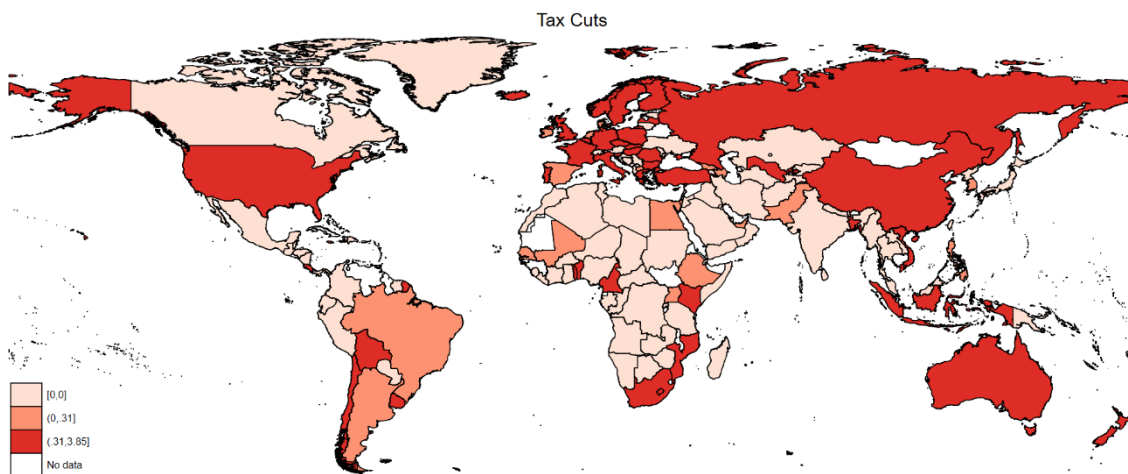 Tax Cuts
[0,0]
(0,.31]
(.31,3.85]
No data